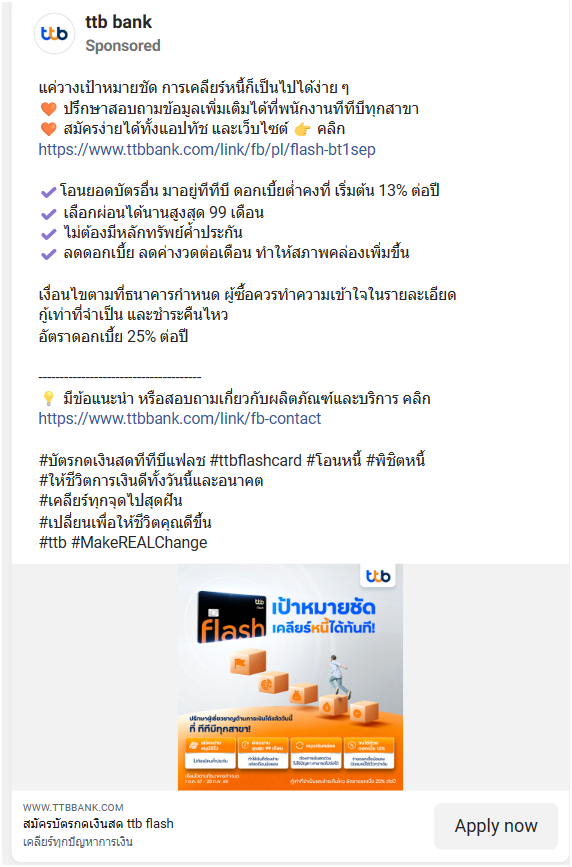 ttb bank
Sponsored
แค่วางเป้าหมายชัด การเคลียร์หนี้ก็เป็นไปได้ง่าย ๆ
🧡 ปรึกษาสอบถามข้อมูลเพิ่มเติมได้ที่พนักงานทีทีบีทุกสาขา
🧡 สมัครง่ายได้ทั้งแอปทัช และเว็บไซต์ 👉 คลิก
https://www.ttbbank.com/link/fb/pl/flash-bt1sep
✔ โอนยอดบัตรอื่น มาอยู่ทีทีบี ดอกเบี้ยต่ำคงที่ เริ่มต้น 13% ต่อปี
✔ เลือกผ่อนได้นานสูงสุด 99 เดือน
✔ ไม่ต้องมีหลักทรัพย์ค้ำประกัน
✔ ลดดอกเบี้ย ลดค่างวดต่อเดือน ทำให้สภาพคล่องเพิ่มขึ้น
เงื่อนไขตามที่ธนาคารกำหนด ผู้ซื้อควรทำความเข้าใจในรายละเอียด
กู้เท่าที่จำเป็น และชำระคืนไหว
อัตราดอกเบี้ย 25% ต่อปี
------------------------------------
💡 มีข้อแนะนำ หรือสอบถามเกี่ยวกับผลิตภัณฑ์และบริการ คลิก
https://www.ttbbank.com/link/fb-contact
#บัตรกดเงินสดทีทีบีแฟลช #ttbflashcard #โอนหนี้ #พิชิตหนี้
#ให้ชีวิตการเงินดีทั้งวันนี้และอนาคต
#เคลียร์ทุกจุดไปสุดฝัน
#เปลี่ยนเพื่อให้ชีวิตคุณดีขึ้น
#ttb #MakeREALChange
ttb
ttb
flash
เป้าหมายชัด
เคลียร์หนี้ได้ทันที!
ปรึกษาผู้เชี่ยวชาญด้านการเงินได้แล้ววันนี้
ที่ ทีทีบีทุกสาขา!
WWW.TTBBANK.COM
สมัครบัตรกดเงินสด ttb flash
เคลียร์ทุกปัญหาการเงิน
Apply now